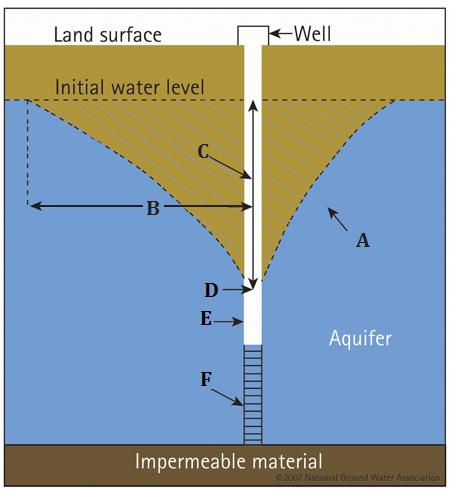 Land surface
Well
Initial water level
C
B
A
D
E
Aquifer
F
Impermeable material
©2007 National Ground Water Association